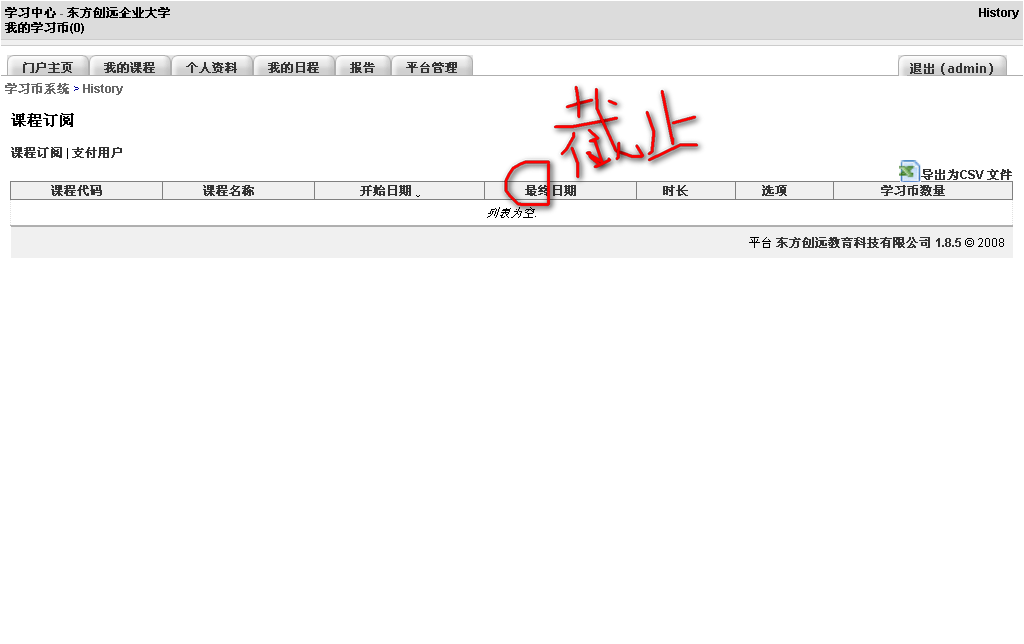 学习中心 - 东方创远企业大学 History
我的学习币(0)
门户主页 我的课程 个人资料 我的日程 报告 平台管理 退出 (admin)
学习币系统 > History
课程订阅
截止
课程订阅 | 支付用户
导出为CSV 文件
课程代码 课程名称 开始日期 最终日期 时长 选项 学习币数量
列表为空.
平台 东方创远教育科技有限公司 1.8.5 © 2008